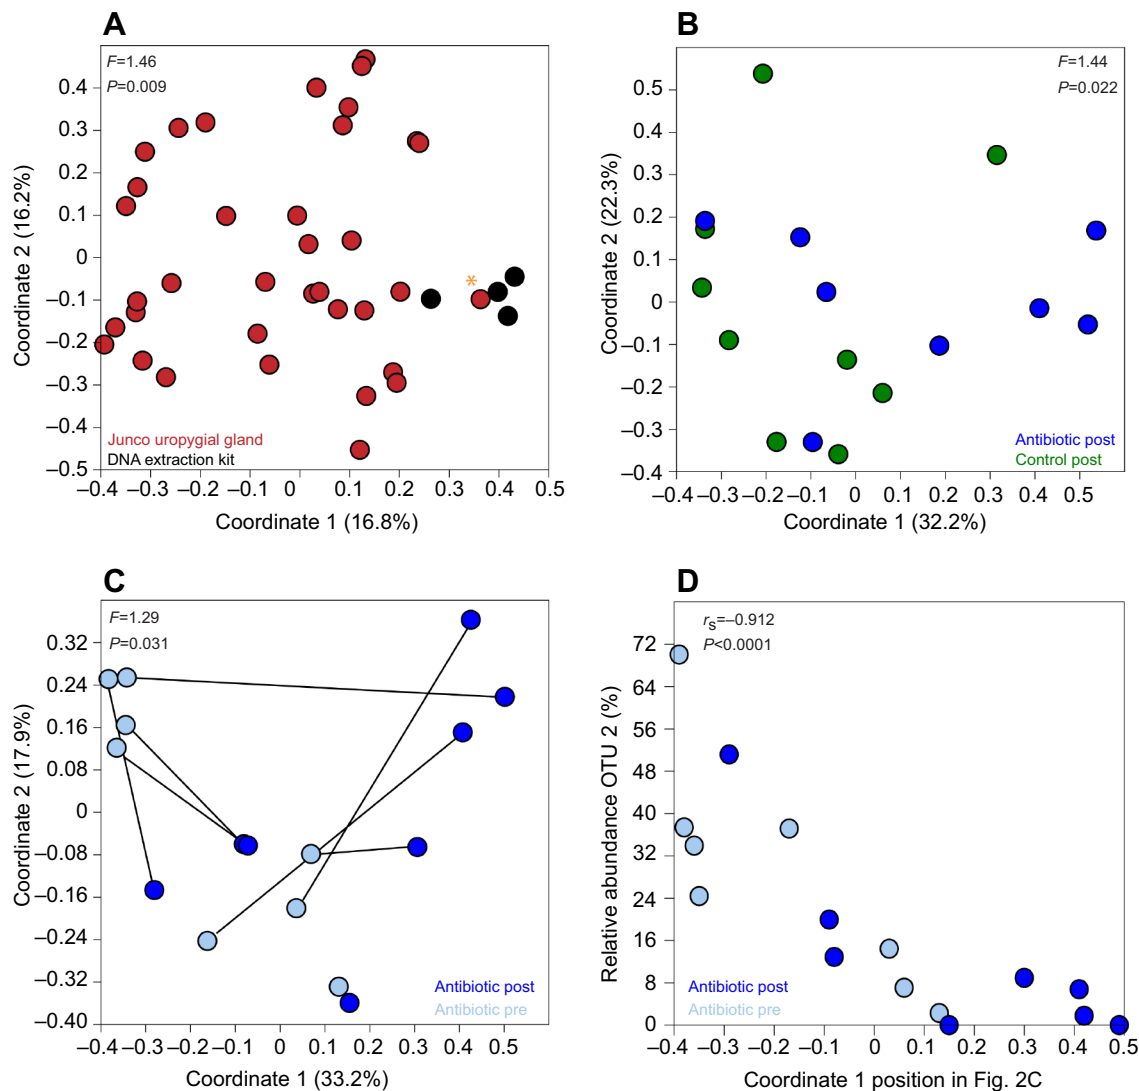 A
F=1.46
P=0.009
0.4
0.3
0.2
0.1
0
–0.1
–0.2
–0.3
–0.4
–0.5
Coordinate 2 (16.2%)
*
Junco uropygial gland
DNA extraction kit
–0.4 –0.3 –0.2 –0.1 0 0.1 0.2 0.3 0.4 0.5
Coordinate 1 (16.8%)
B
F=1.44
P=0.022
0.5
0.4
0.3
0.2
0.1
0
–0.1
–0.2
–0.3
–0.4
Coordinate 2 (22.3%)
Antibiotic post
Control post
–0.4 –0.3 –0.2 –0.1 0 0.1 0.2 0.3 0.4 0.5
Coordinate 1 (32.2%)
C
F=1.29
P=0.031
0.32
0.24
0.16
0.08
0
–0.08
–0.16
–0.24
–0.32
–0.40
Coordinate 2 (17.9%)
Antibiotic post
Antibiotic pre
–0.4 –0.3 –0.2 –0.1 0 0.1 0.2 0.3 0.4 0.5
Coordinate 1 (33.2%)
D
rs=–0.912
P<0.0001
72
64
56
48
40
32
24
16
8
0
Relative abundance OTU 2 (%)
Antibiotic post
Antibiotic pre
–0.4 –0.3 –0.2 –0.1 0 0.1 0.2 0.3 0.4 0.5
Coordinate 1 position in Fig. 2C